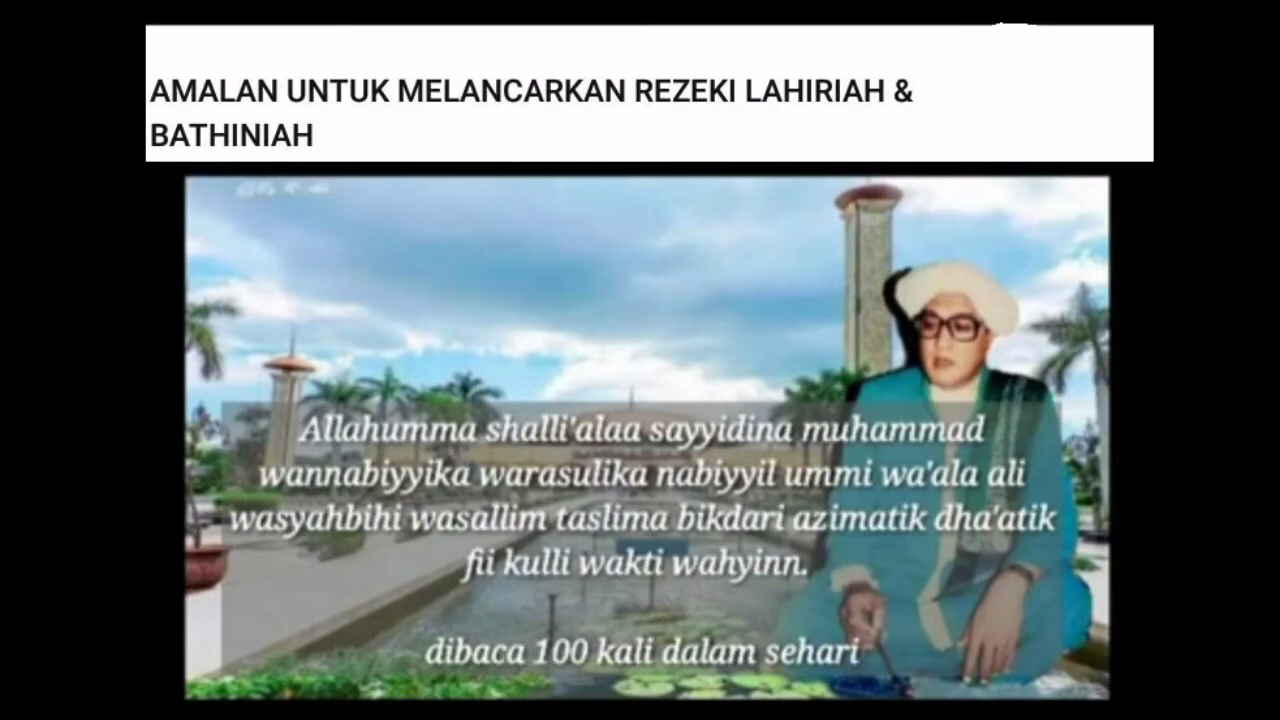 AMALAN UNTUK MELANCARKAN REZEKI LAHIRIAH &
BATHINIAH
Allahumma shalli'alaa sayyidina muhammad
wannabiyyika warasulika nabiyyil ummi wa'ala ali
wasyahbihi wasallim taslima bikdari azimatik dha'atik
fii kulli wakti wahyinn.
dibaca 100 kali dalam sehari